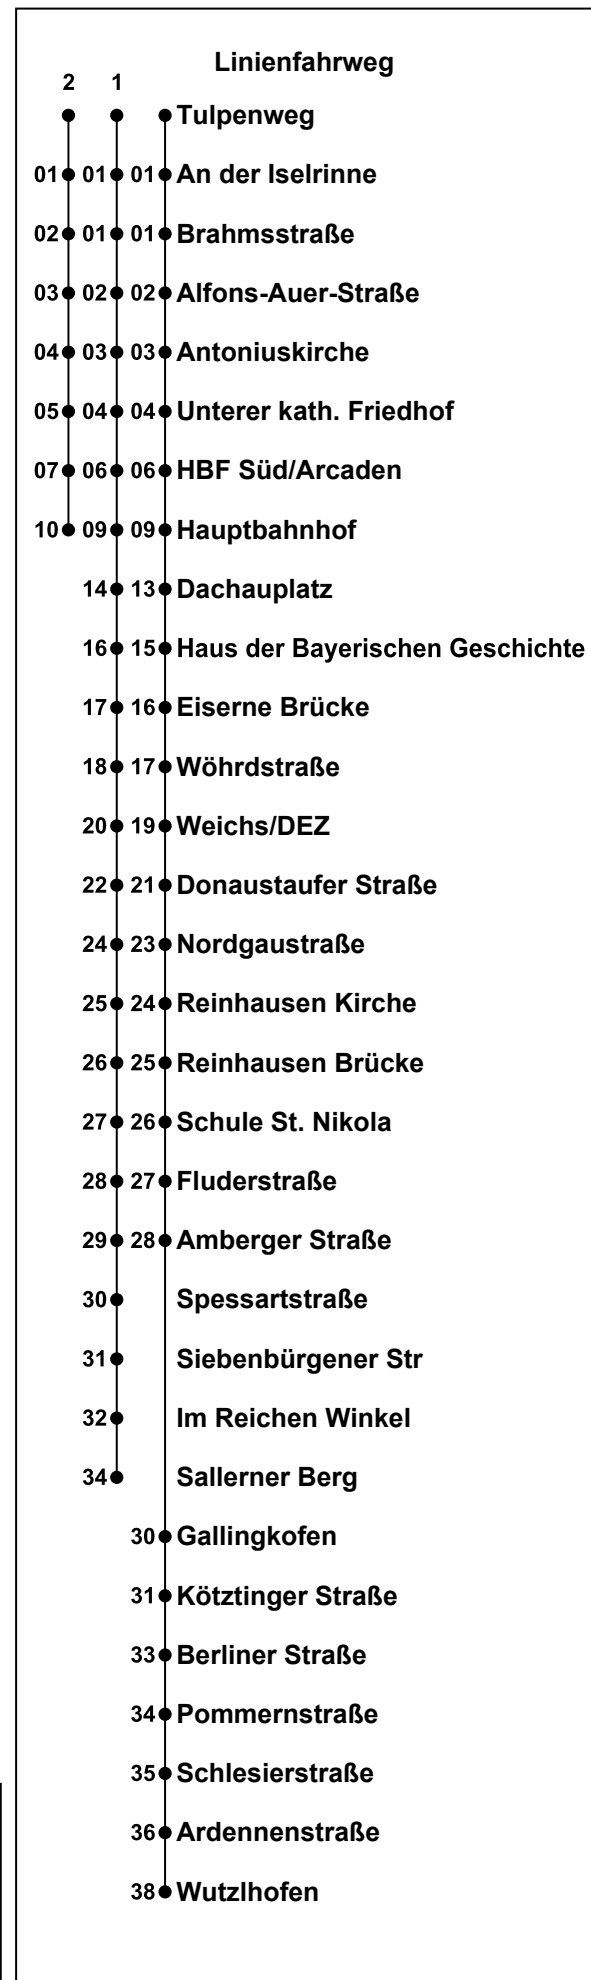 Linienfahrweg
2 1
Tulpenweg
01 01 01 An der Iselrinne
02 01 01 Brahmsstraße
03 02 02 Alfons-Auer-Straße
04 03 03 Antoniuskirche
05 04 04 Unterer kath. Friedhof
07 06 06 HBF Süd/Arcaden
10 09 09 Hauptbahnhof
14 13 Dachauplatz
16 15 Haus der Bayerischen Geschichte
17 16 Eiserne Brücke
18 17 Wöhrdstraße
20 19 Weichs/DEZ
22 21 Donaustaufer Straße
24 23 Nordgaustraße
25 24 Reinhausen Kirche
26 25 Reinhausen Brücke
27 26 Schule St. Nikola
28 27 Fluderstraße
29 28 Amberger Straße
30 Spessartstraße
31 Siebenbürgener Str
32 Im Reichen Winkel
34 Sallerner Berg
30 Gallingkofen
31 Kötztinger Straße
33 Berliner Straße
34 Pommernstraße
35 Schlesierstraße
36 Ardennenstraße
38 Wutzlhofen